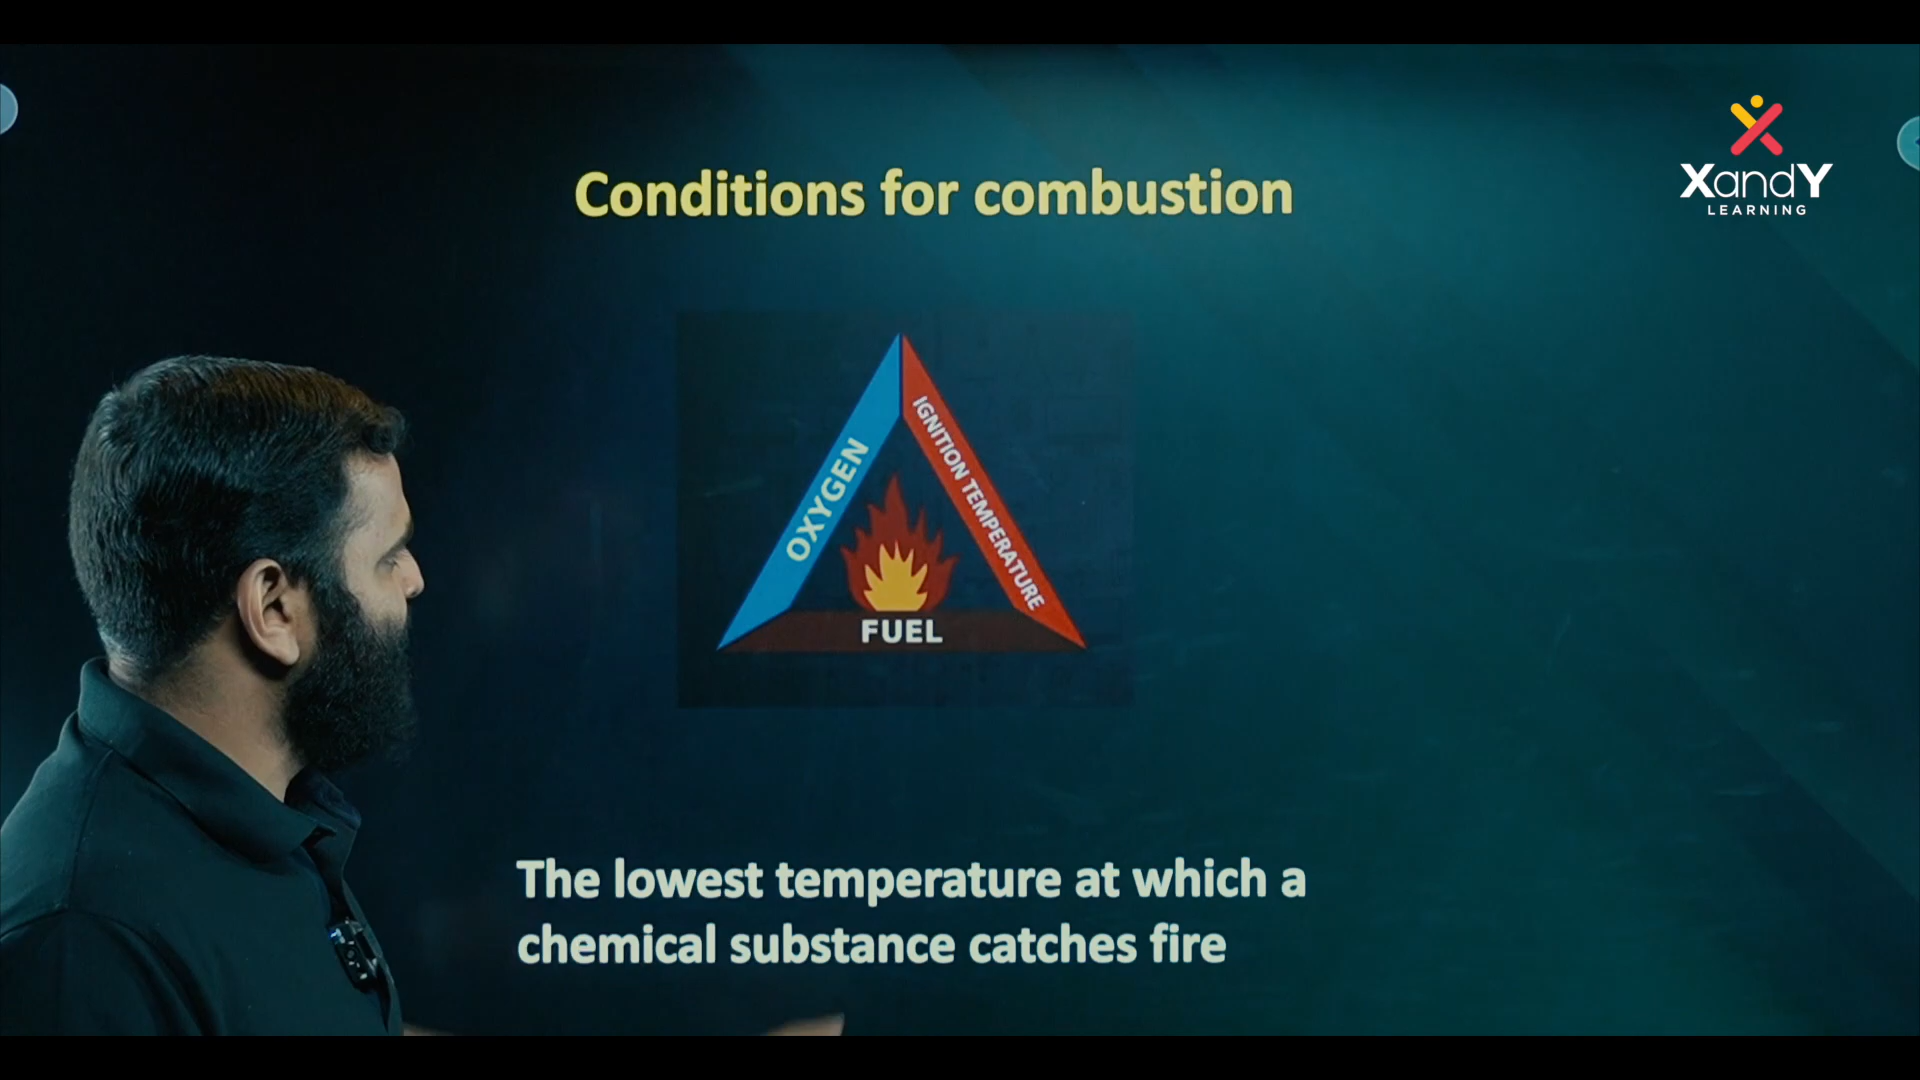 Conditions for combustion
XandY
LEARNING
OXYGEN
IGNITION TEMPERATURE
FUEL
The lowest temperature at which a
chemical substance catches fire